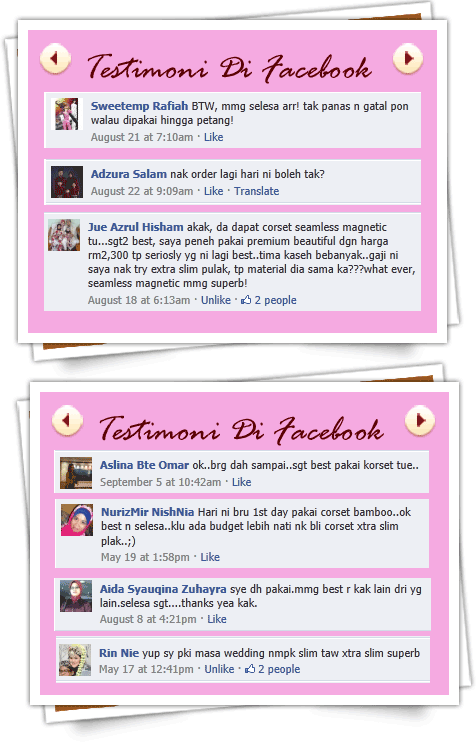 Testimoni Di Facebook
Sweetemp Rafiah BTW, mmg selesa arr! tak panas n gatal pon
walau dipakai hingga petang!
August 21 at 7:10am · Like
Adzura Salam nak order lagi hari ni boleh tak?
August 22 at 9:09am · Like · Translate
Jue Azrul Hisham akak, da dapat corset seamless magnetic
tu...sgt2 best, saya peneh pakai premium beautiful dgn harga
rm2,300 tp seriosly yg ni lagi best..tima kaseh bebanyak..gaji ni
saya nak try extra slim pulak, tp material dia sama ka???what ever,
seamless magnetic mmg superb!
August 18 at 6:13am · Unlike · 2 people
Testimoni Di Facebook
Aslina Bte Omar ok..brg dah sampai..sgt best pakai korset tue..
September 5 at 10:42am · Like
NurizMir NishNia Hari ni bru 1st day pakai corset bamboo..ok
best n selesa..klu ada budget lebih nati nk bli corset xtra slim
plak..;)
May 19 at 1:58pm · Like
Aida Syauqina Zuhayra sye dh pakai.mmg best r kak lain dri yg
lain.selesa sgt....thanks yea kak.
August 8 at 4:21pm · Like
Rin Nie yup sy pki masa wedding nmpk slim taw xtra slim superb
May 17 at 12:41pm · Unlike · 2 people